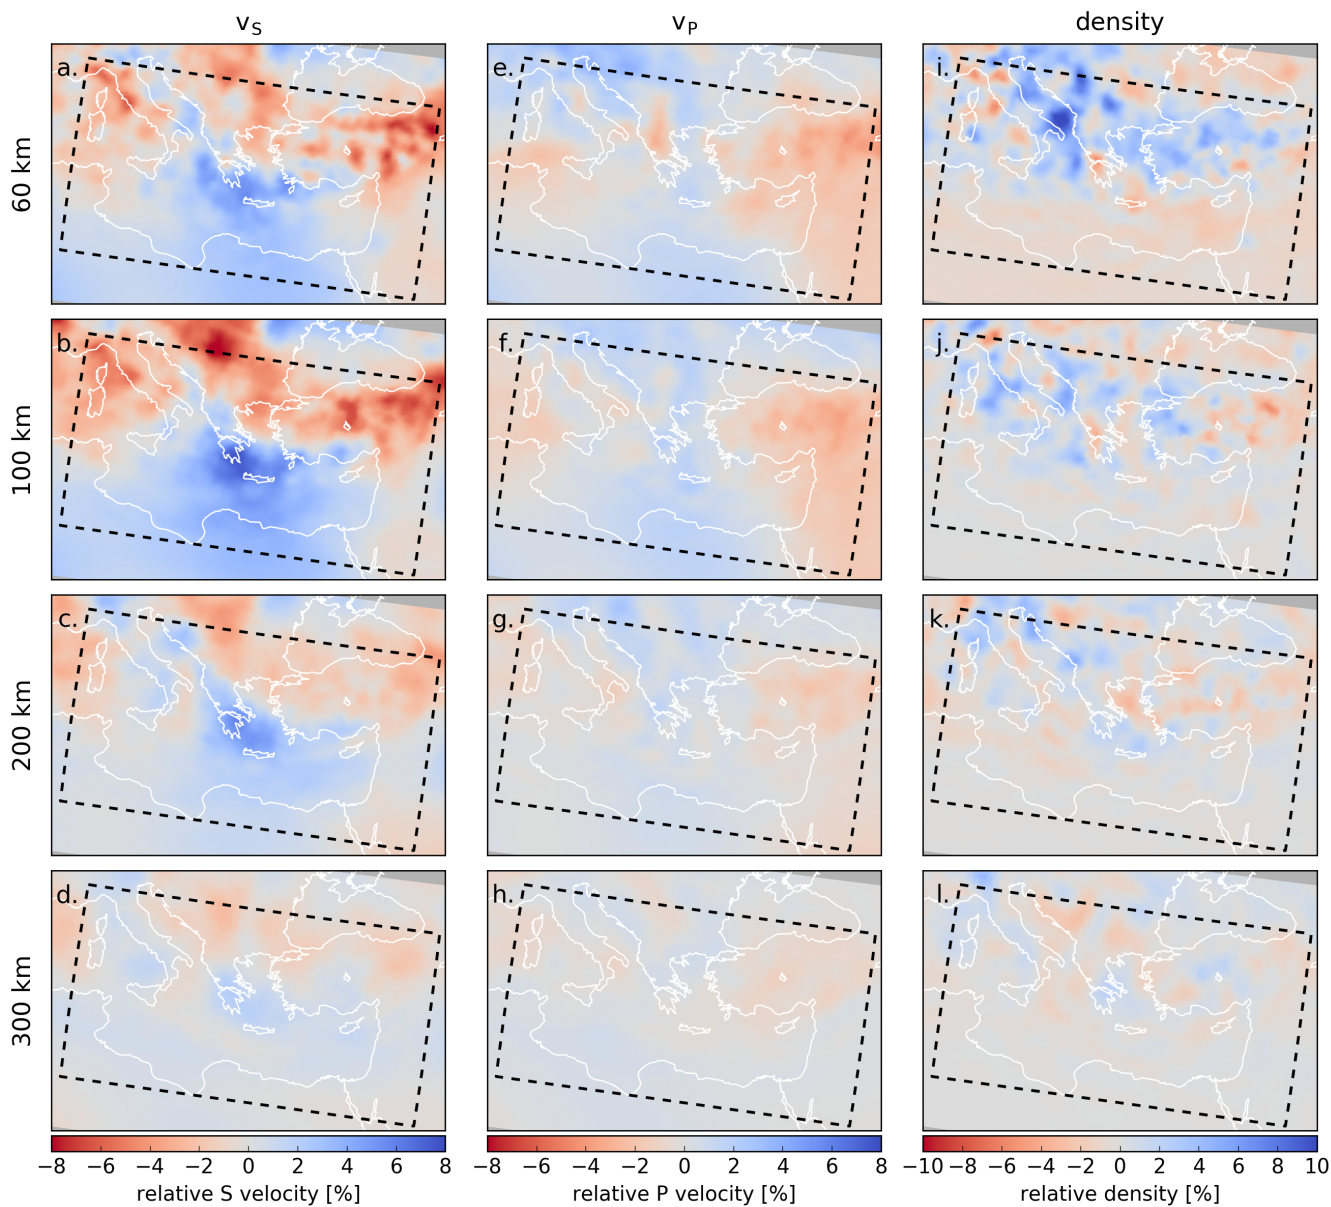 vS vP density
60 km
a. e. i.
100 km
b. f. j.
200 km
c. g. k.
300 km
d. h. l.
−8 −6 −4 −2 0 2 4 6 8 −8 −6 −4 −2 0 2 4 6 8 −10 −8 −6 −4 −2 0 2 4 6 8 10
relative S velocity [%] relative P velocity [%] relative density [%]